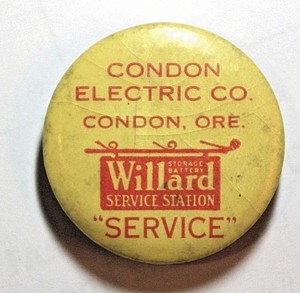 CONDON
ELECTRIC CO.
CONDON, ORE.
Willard STORAGE BATTERY
SERVICE STATION
"SERVICE"